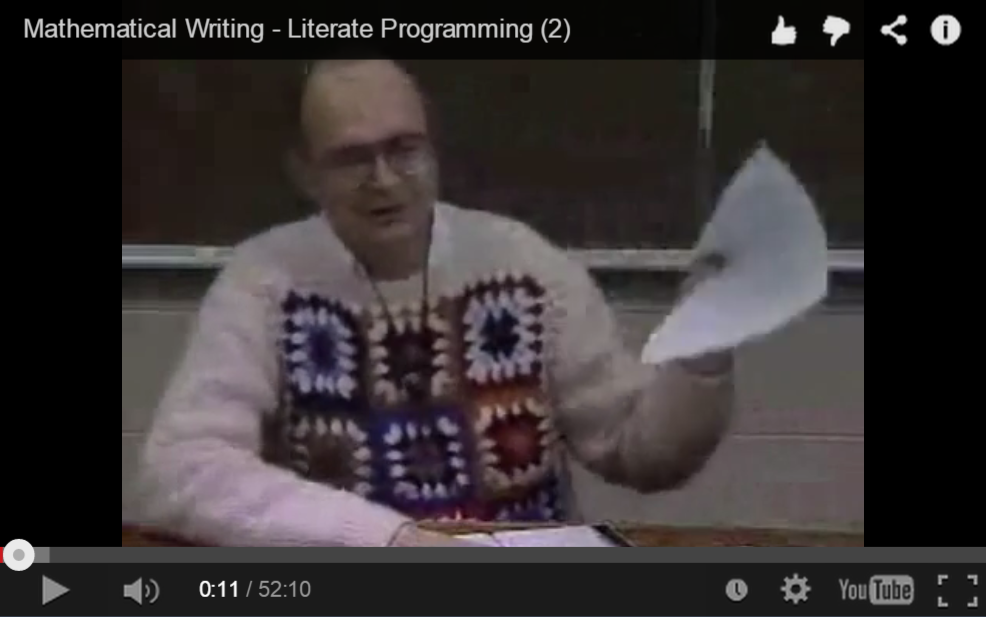 Mathematical Writing - Literate Programming (2)
0:11 / 52:10
YouTube